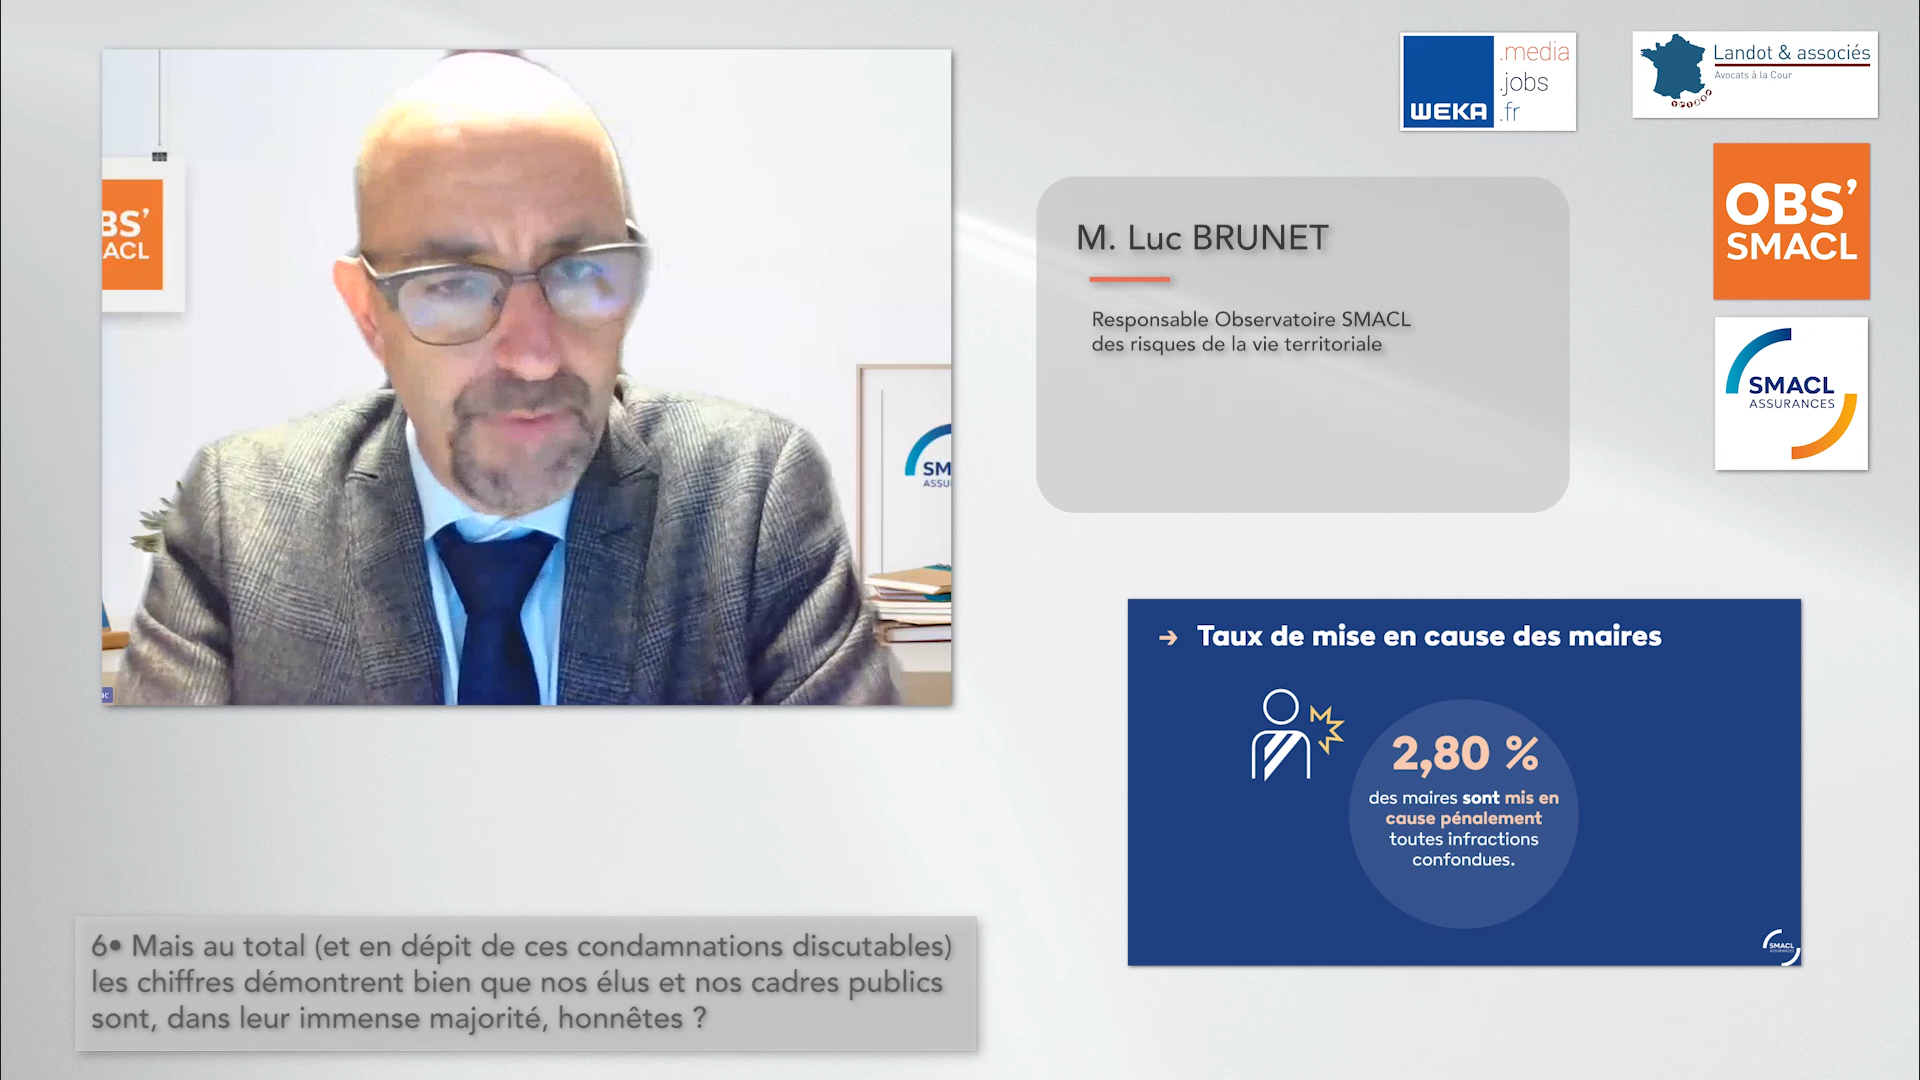 BS’
ACL
SM
ASSU
WEKA
.media
.jobs
.fr
Landot & associés
Avocats à la Cour
OBS’
SMACL
SMACL
ASSURANCES
M. Luc BRUNET
Responsable Observatoire SMACL
des risques de la vie territoriale
→ Taux de mise en cause des maires
2,80 %
des maires sont mis en
cause pénalement
toutes infractions
confondues.
SMACL
ASSURANCES
6• Mais au total (et en dépit de ces condamnations discutables)
les chiffres démontrent bien que nos élus et nos cadres publics
sont, dans leur immense majorité, honnêtes ?